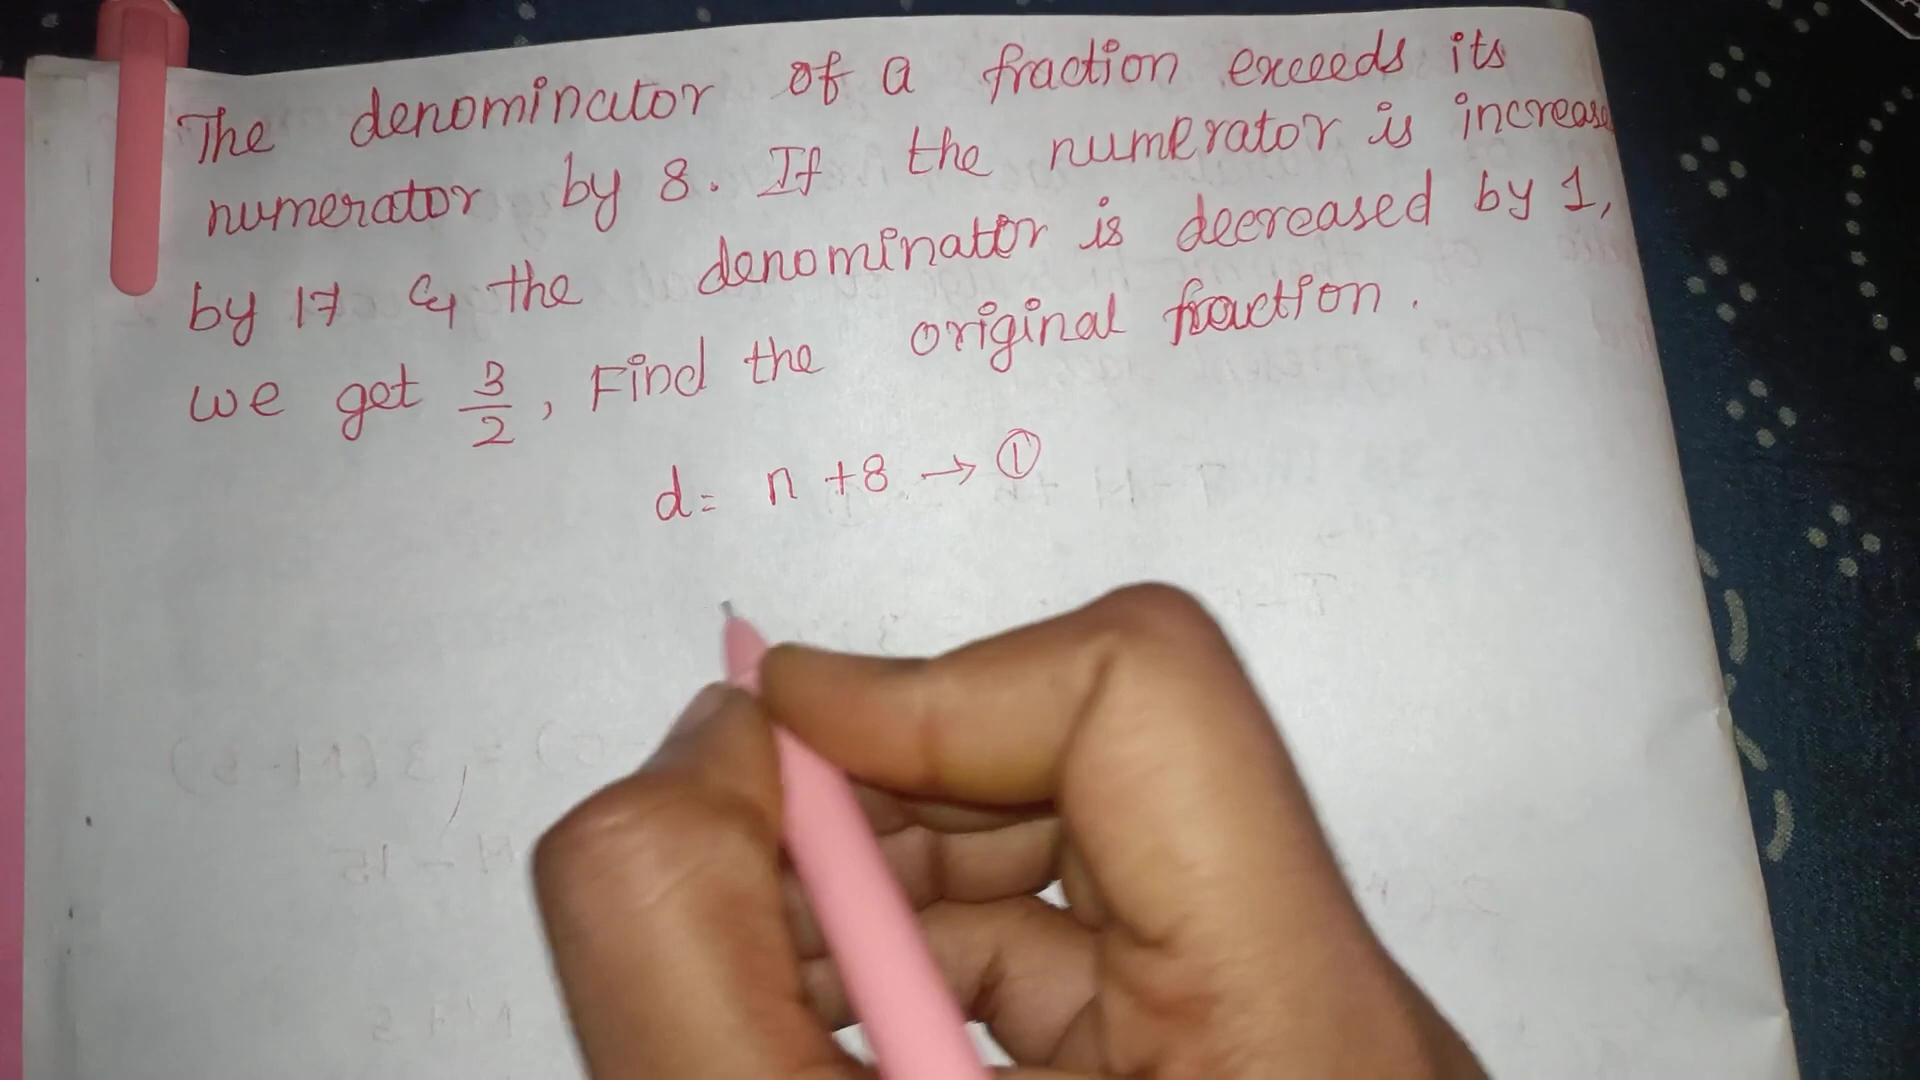 The denominator of a fraction exceeds its
numerator by 8. If the numerator is increase
by 17 & the denominator is decreased by 1,
we get 3/2, Find the original fraction.
d = n + 8 → ①